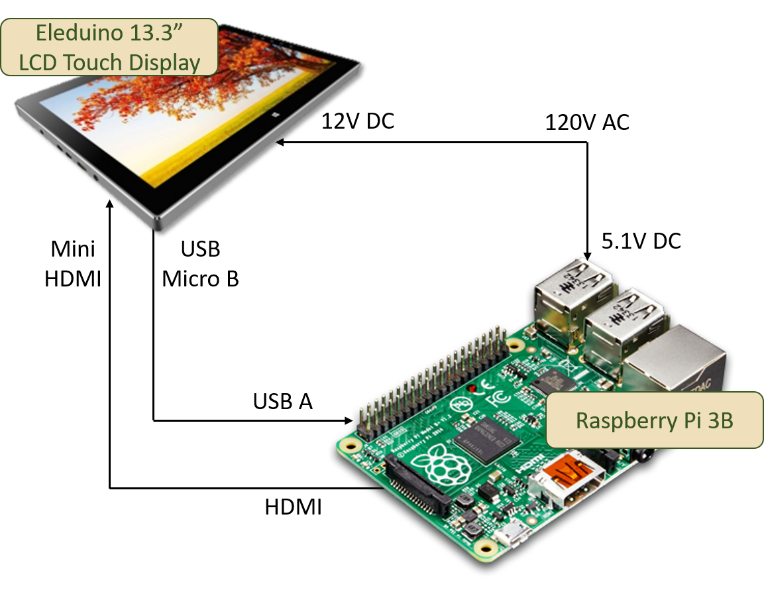 Eleduino 13.3”
LCD Touch Display
12V DC
120V AC
5.1V DC
Mini
HDMI
USB
Micro B
USB A
Raspberry Pi 3B
HDMI
HDMI